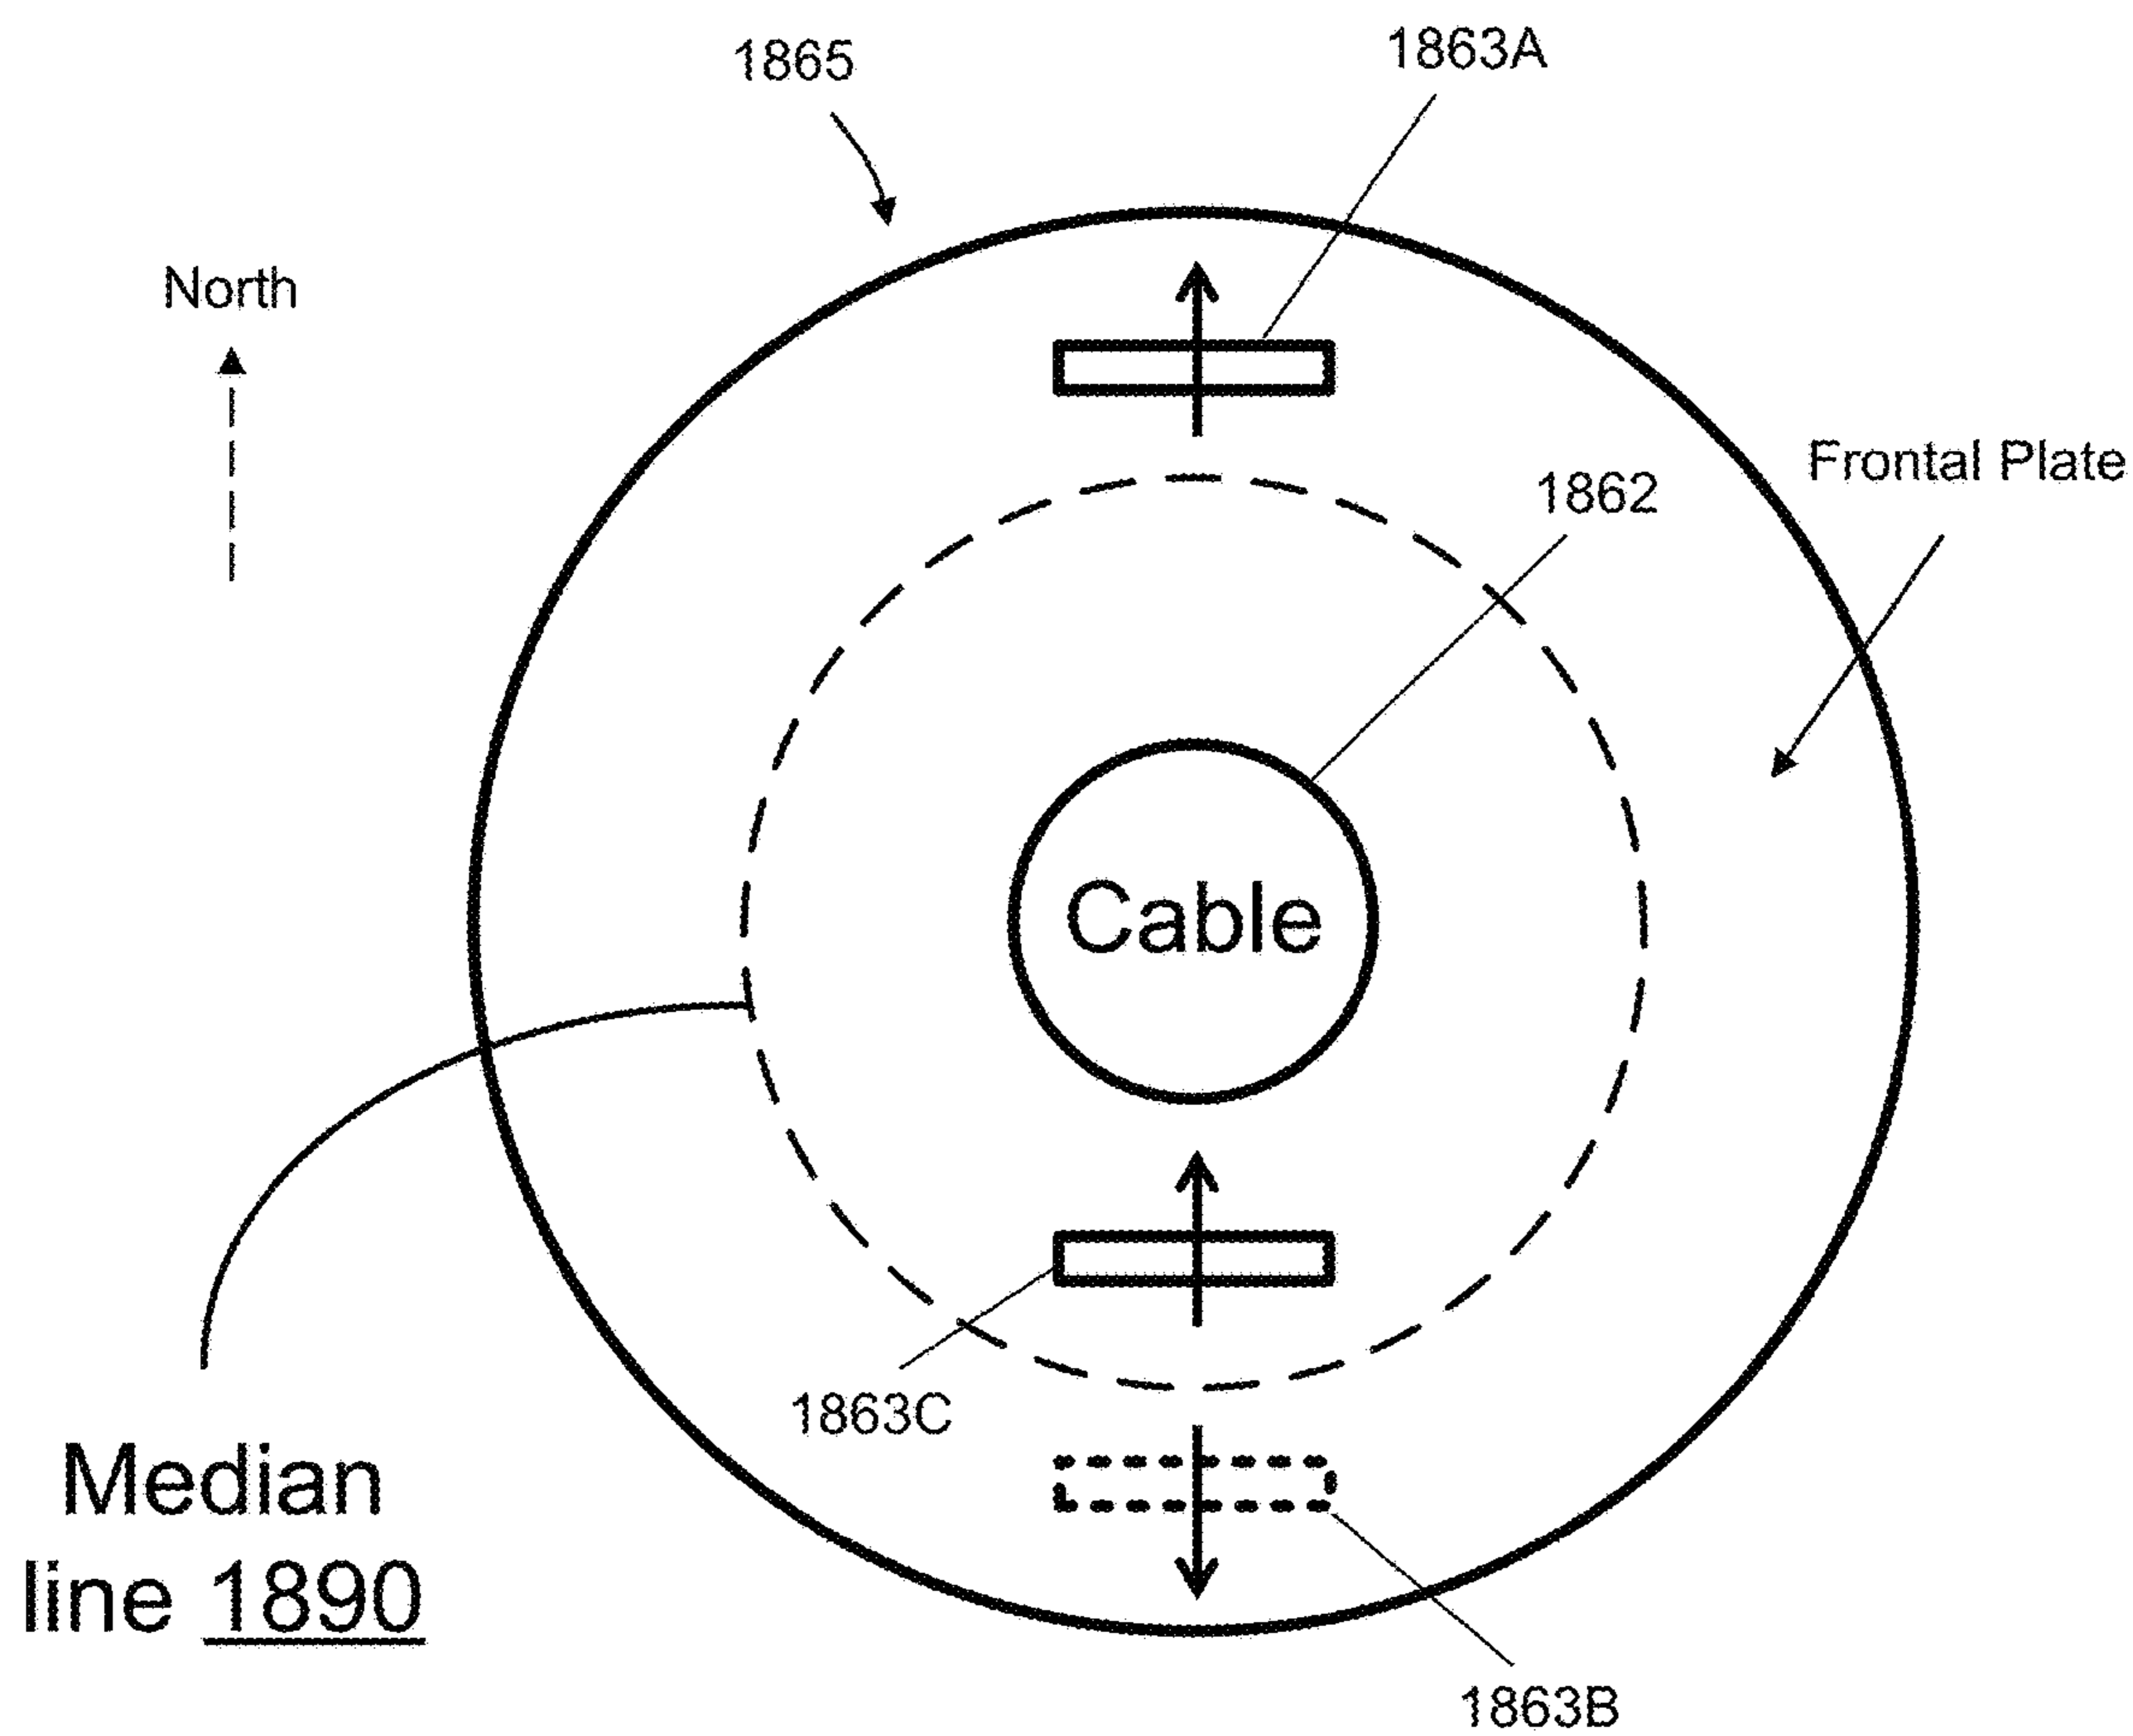 1865
1863A
North
Frontal Plate
1862
Cable
1863C
Median
line 1890
1863B